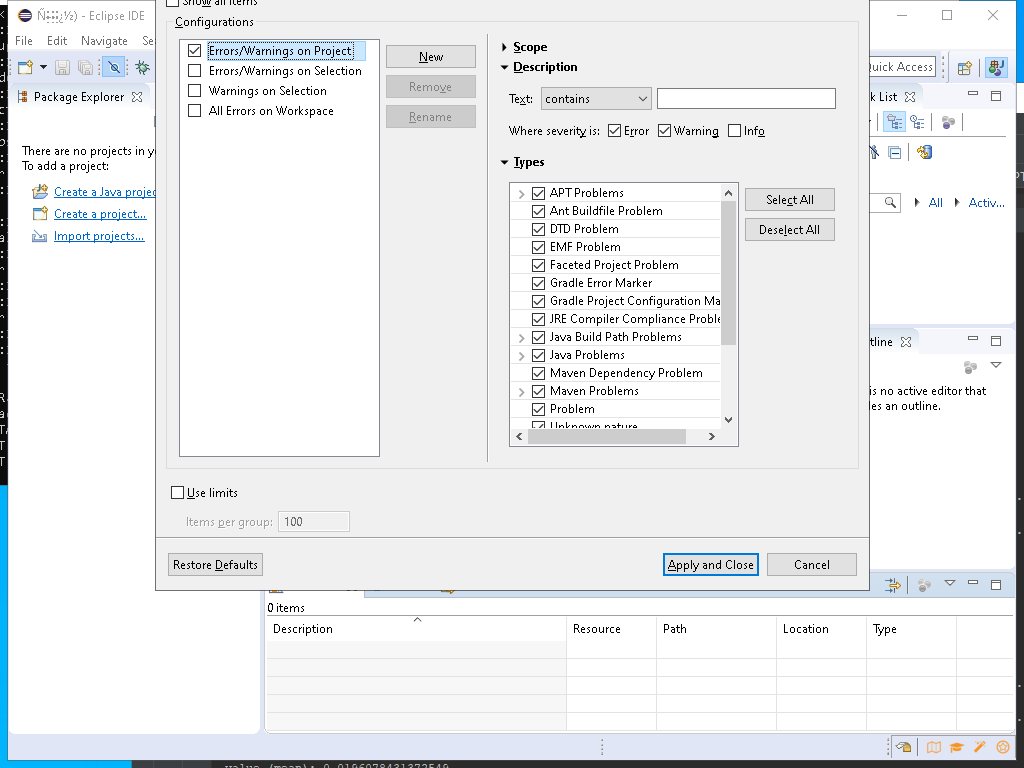 Show all items
- Eclipse IDE
File Edit Navigate Se
Configurations
Errors/Warnings on Project
Errors/Warnings on Selection
Warnings on Selection
All Errors on Workspace
New
Remove
Rename
Scope
Description
Text: contains
Where severity is: Error Warning Info
Types
APT Problems
Ant Buildfile Problem
DTD Problem
EMF Problem
Faceted Project Problem
Gradle Error Marker
Gradle Project Configuration Ma
JRE Compiler Compliance Proble
Java Build Path Problems
Java Problems
Maven Dependency Problem
Maven Problems
Problem
Unknown nature
Select All
Deselect All
Use limits
Items per group: 100
Restore Defaults
Apply and Close
Cancel
Package Explorer
There are no projects in y
To add a project:
Create a Java projec
Create a project...
Import projects...
Quick Access
k List
All Activ...
tline
is no active editor that
des an outline.
0 items
Description Resource Path Location Type
value (mean): 0.0196078431372549